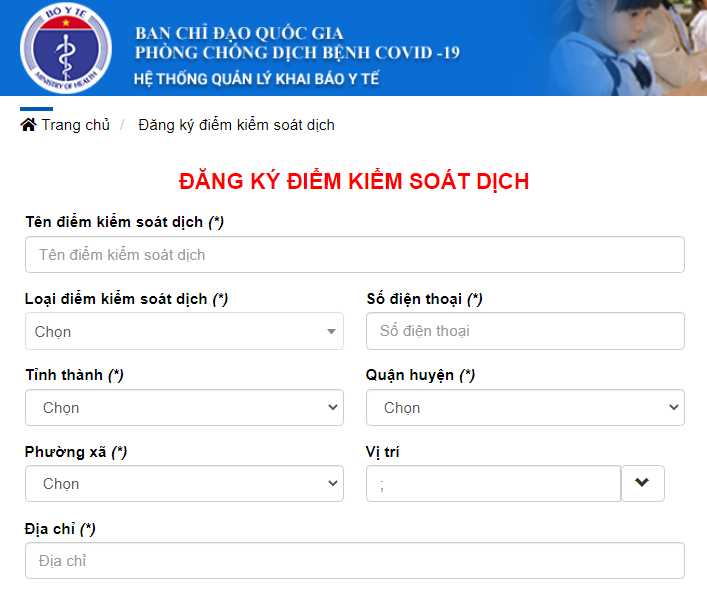 BỘ Y TẾ
MINISTRY OF HEALTH
BAN CHỈ ĐẠO QUỐC GIA
PHÒNG CHỐNG DỊCH BỆNH COVID -19
HỆ THỐNG QUẢN LÝ KHAI BÁO Y TẾ
Trang chủ / Đăng ký điểm kiểm soát dịch
ĐĂNG KÝ ĐIỂM KIỂM SOÁT DỊCH
Tên điểm kiểm soát dịch (*)
Tên điểm kiểm soát dịch
Loại điểm kiểm soát dịch (*) Số điện thoại (*)
Chọn Số điện thoại
Tỉnh thành (*) Quận huyện (*)
Chọn Chọn
Phường xã (*) Vị trí
Chọn ;
Địa chỉ (*)
Địa chỉ